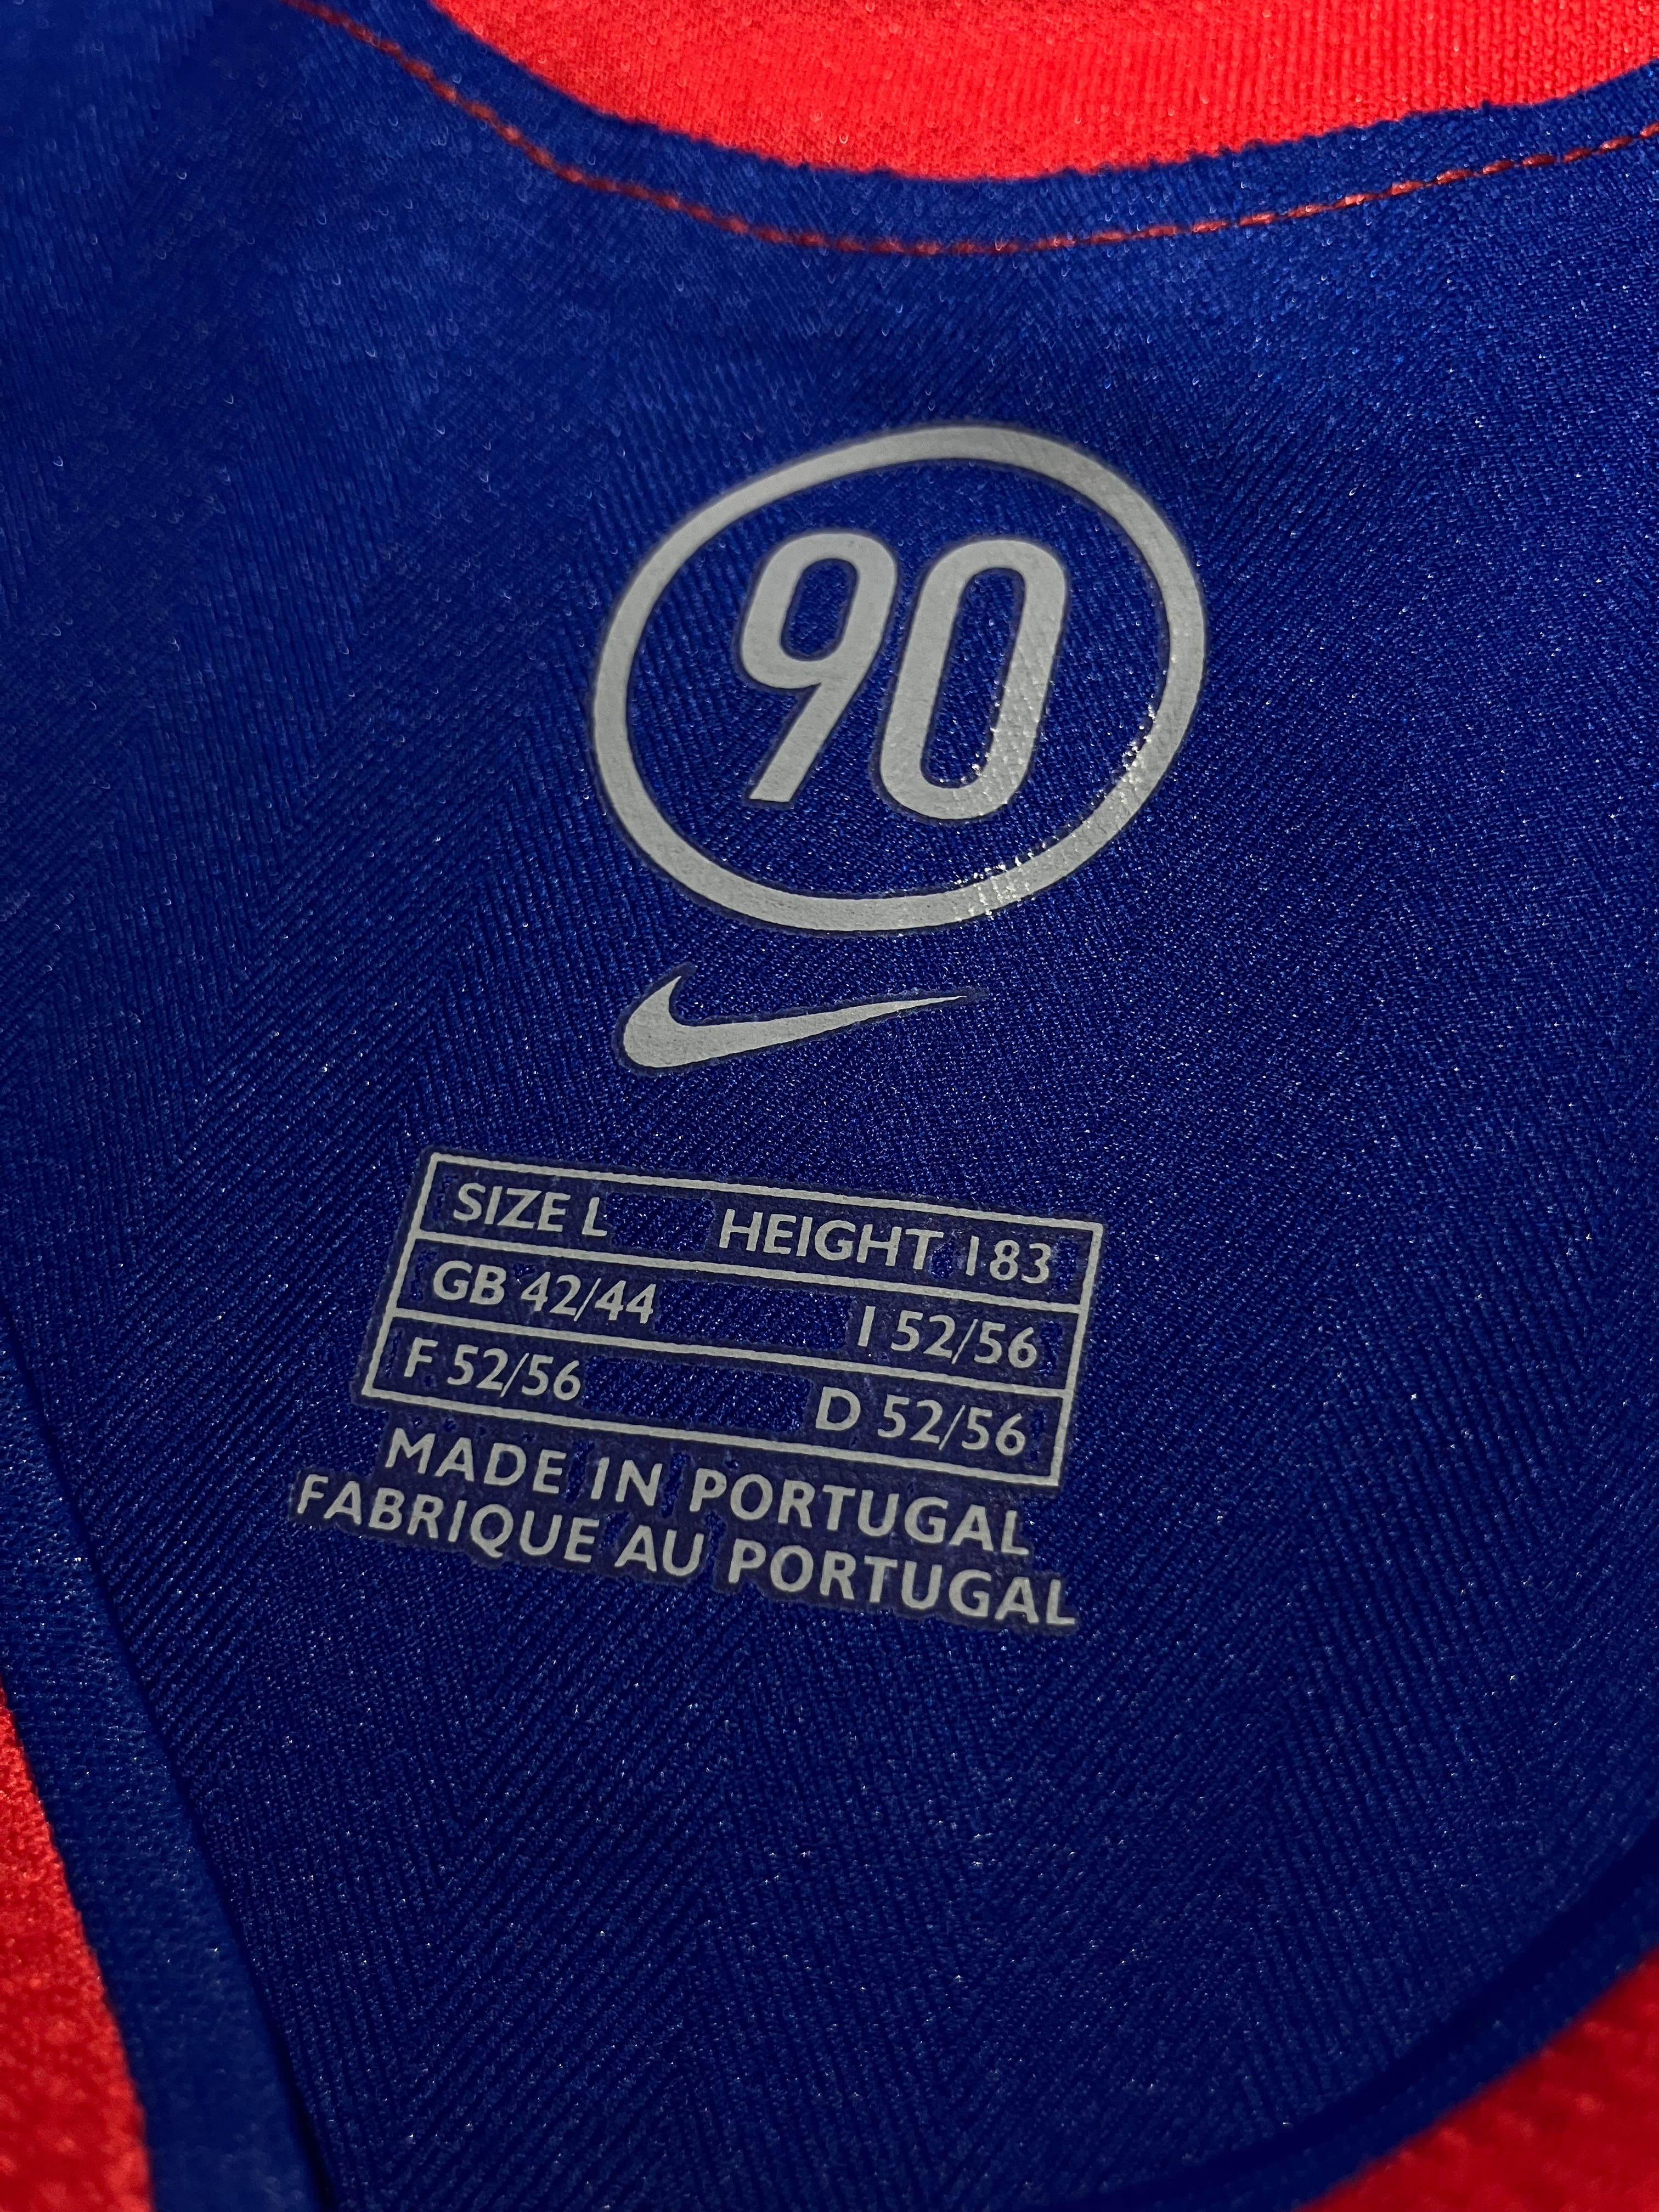 90
SIZE L HEIGHT 183
GB 42/44 I 52/56
F 52/56 D 52/56
MADE IN PORTUGAL
FABRIQUE AU PORTUGAL